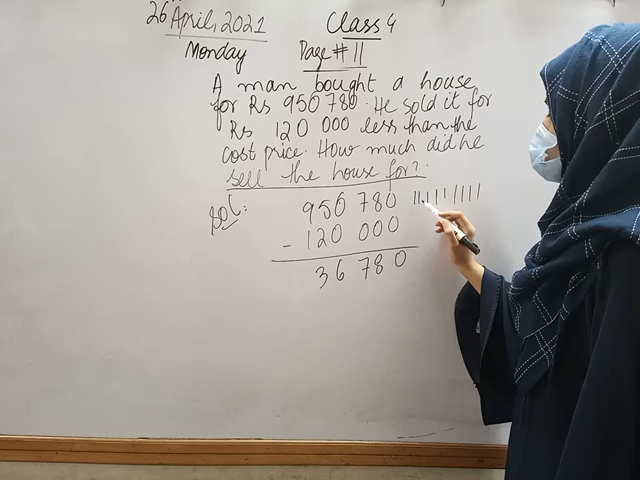 26 April, 2021
Class 4
Monday
Page # 11
A man bought a house
for Rs 950 780. He sold it for
Rs 120 000 less than the
cost price. How much did he
sell the house for?
Sol:
950 780
- 120 000
36 780